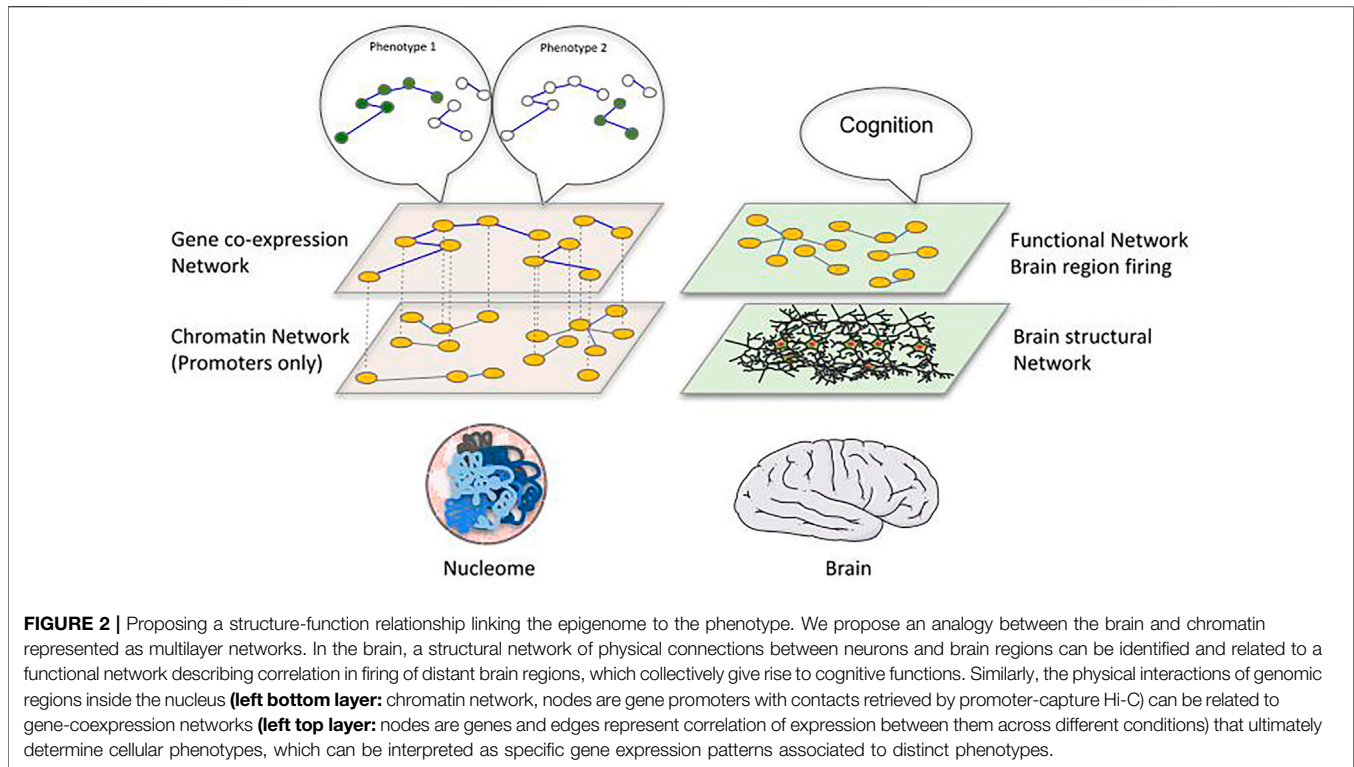 Phenotype 1
Phenotype 2
Cognition
Gene co-expression
Network
Functional Network
Brain region firing
Chromatin Network
(Promoters only)
Brain structural
Network
Nucleome
Brain
FIGURE 2 | Proposing a structure-function relationship linking the epigenome to the phenotype. We propose an analogy between the brain and chromatin
represented as multilayer networks. In the brain, a structural network of physical connections between neurons and brain regions can be identified and related to a
functional network describing correlation in firing of distant brain regions, which collectively give rise to cognitive functions. Similarly, the physical interactions of genomic
regions inside the nucleus (left bottom layer: chromatin network, nodes are gene promoters with contacts retrieved by promoter-capture Hi-C) can be related to
gene-coexpression networks (left top layer: nodes are genes and edges represent correlation of expression between them across different conditions) that ultimately
determine cellular phenotypes, which can be interpreted as specific gene expression patterns associated to distinct phenotypes.